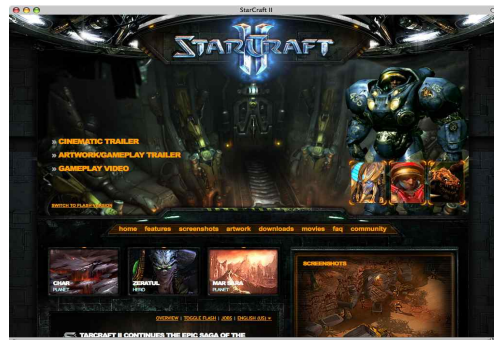 StarCraft II
STARCRAFT
II
» CINEMATIC TRAILER
» ARTWORK/GAMEPLAY TRAILER
» GAMEPLAY VIDEO
SWITCH TO FLASH VERSION
home features screenshots artwork downloads movies faq community
CHAR
PLANET
ZERATUL
HERO
MAR SARA
PLANET
SCREENSHOTS
OVERVIEW | TOGGLE FLASH | JOBS | ENGLISH (US)
STARCRAFT II CONTINUES THE EPIC SAGA OF THE